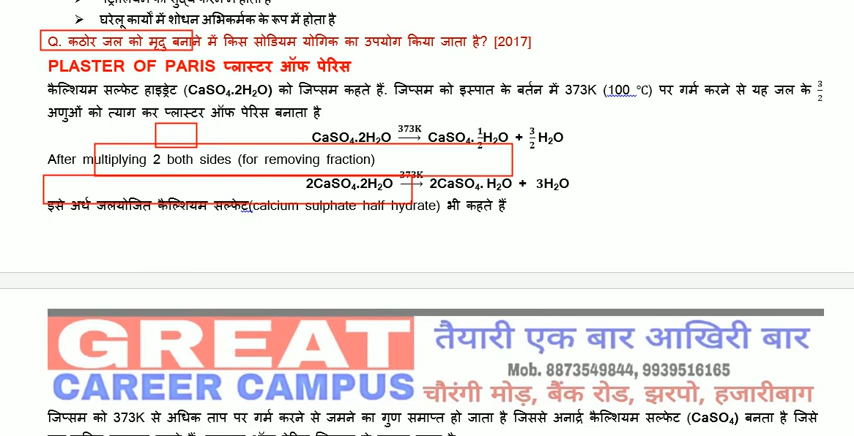 घरेलू कार्यों में शोधन अभिकर्मक के रूप में होता है
Q. कठोर जल को मृदु बनाने में किस सोडियम योगिक का उपयोग किया जाता है? [2017]
PLASTER OF PARIS प्लास्टर ऑफ पेरिस
कैल्शियम सल्फेट हाइड्रेट (CaSO₄.2H₂O) को जिप्सम कहते हैं. जिप्सम को इस्पात के बर्तन में 373K (100 °C) पर गर्म करने से यह जल के 3/2
अणुओं को त्याग कर प्लास्टर ऑफ पेरिस बनाता है
CaSO₄.2H₂O —373K→ CaSO₄.1/2H₂O + 3/2H₂O
After multiplying 2 both sides (for removing fraction)
2CaSO₄.2H₂O —373K→ 2CaSO₄.H₂O + 3H₂O
इसे अर्ध जलयोजित कैल्शियम सल्फेट(calcium sulphate half hydrate) भी कहते हैं
GREAT
CAREER CAMPUS
तैयारी एक बार आखिरी बार
Mob. 8873549844, 9939516165
चौरंगी मोड़, बैंक रोड, झरपो, हजारीबाग
जिप्सम को 373K से अधिक ताप पर गर्म करने से जमने का गुण समाप्त हो जाता है जिससे अनार्द्र कैल्शियम सल्फेट (CaSO₄) बनता है जिसे